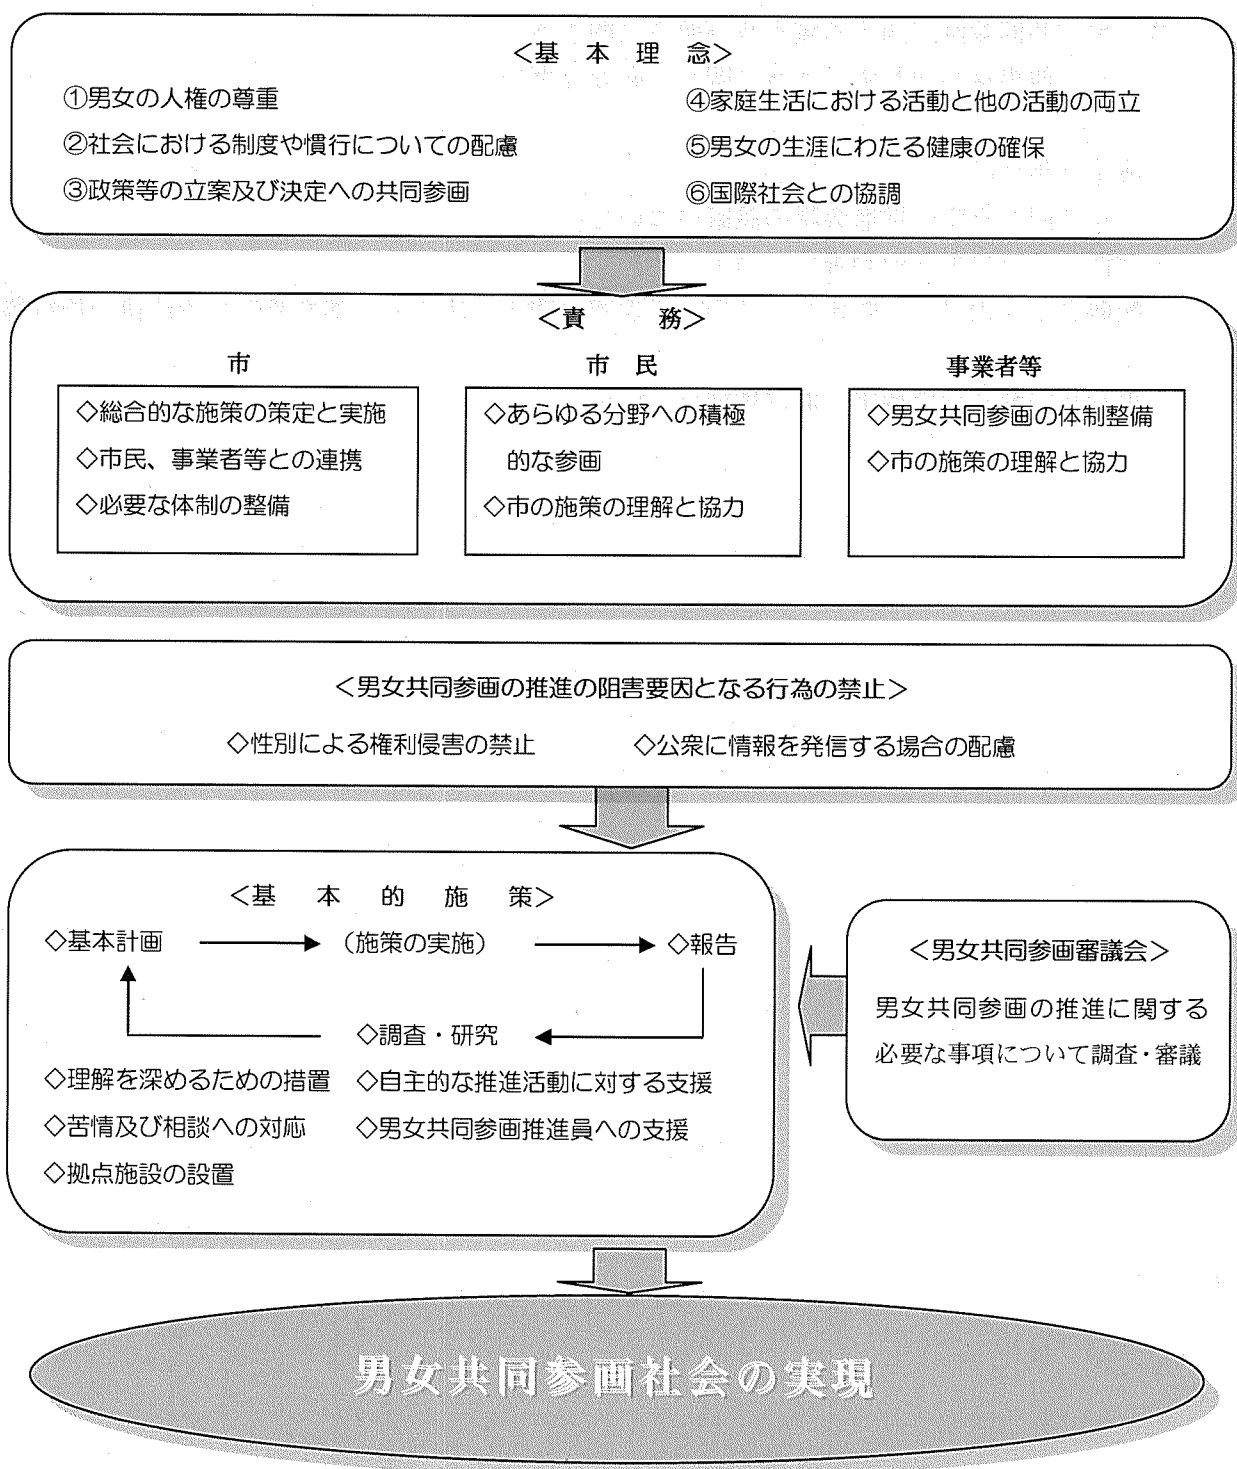 ＜基　本　理　念＞
①男女の人権の尊重
②社会における制度や慣行についての配慮
③政策等の立案及び決定への共同参画
④家庭生活における活動と他の活動の両立
⑤男女の生涯にわたる健康の確保
⑥国際社会との協調
＜責　　務＞
市
◇総合的な施策の策定と実施
◇市民、事業者等との連携
◇必要な体制の整備
市　民
◇あらゆる分野への積極
的な参画
◇市の施策の理解と協力
事業者等
◇男女共同参画の体制整備
◇市の施策の理解と協力
＜男女共同参画の推進の阻害要因となる行為の禁止＞
◇性別による権利侵害の禁止　　◇公衆に情報を発信する場合の配慮
＜基　本　的　施　策＞
◇基本計画　（施策の実施）　◇報告
◇調査・研究
◇理解を深めるための措置　◇自主的な推進活動に対する支援
◇苦情及び相談への対応　◇男女共同参画推進員への支援
◇拠点施設の設置
＜男女共同参画審議会＞
男女共同参画の推進に関する
必要な事項について調査・審議
男女共同参画社会の実現